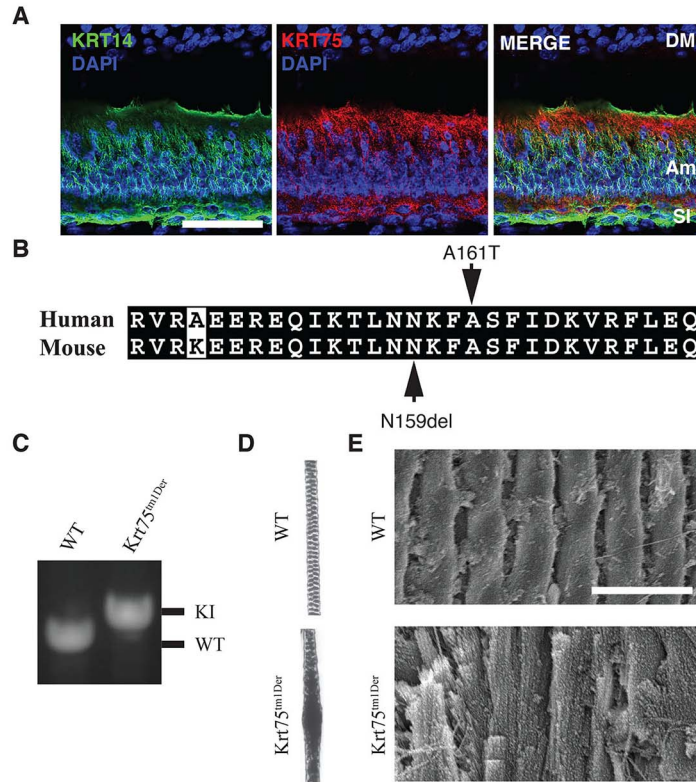 A
KRT14
DAPI
KRT75
DAPI
MERGE
DM
Am
SI
B
A161T
Human RVRAEEREQIKTLNNKFASFIDKVRFLEQ
Mouse RVRKEEREQIKTLNNKFASFIDKVRFLEQ
N159del
C
WT
Krt75tm1Der
KI
WT
D
WT
Krt75tm1Der
E
WT
Krt75tm1Der